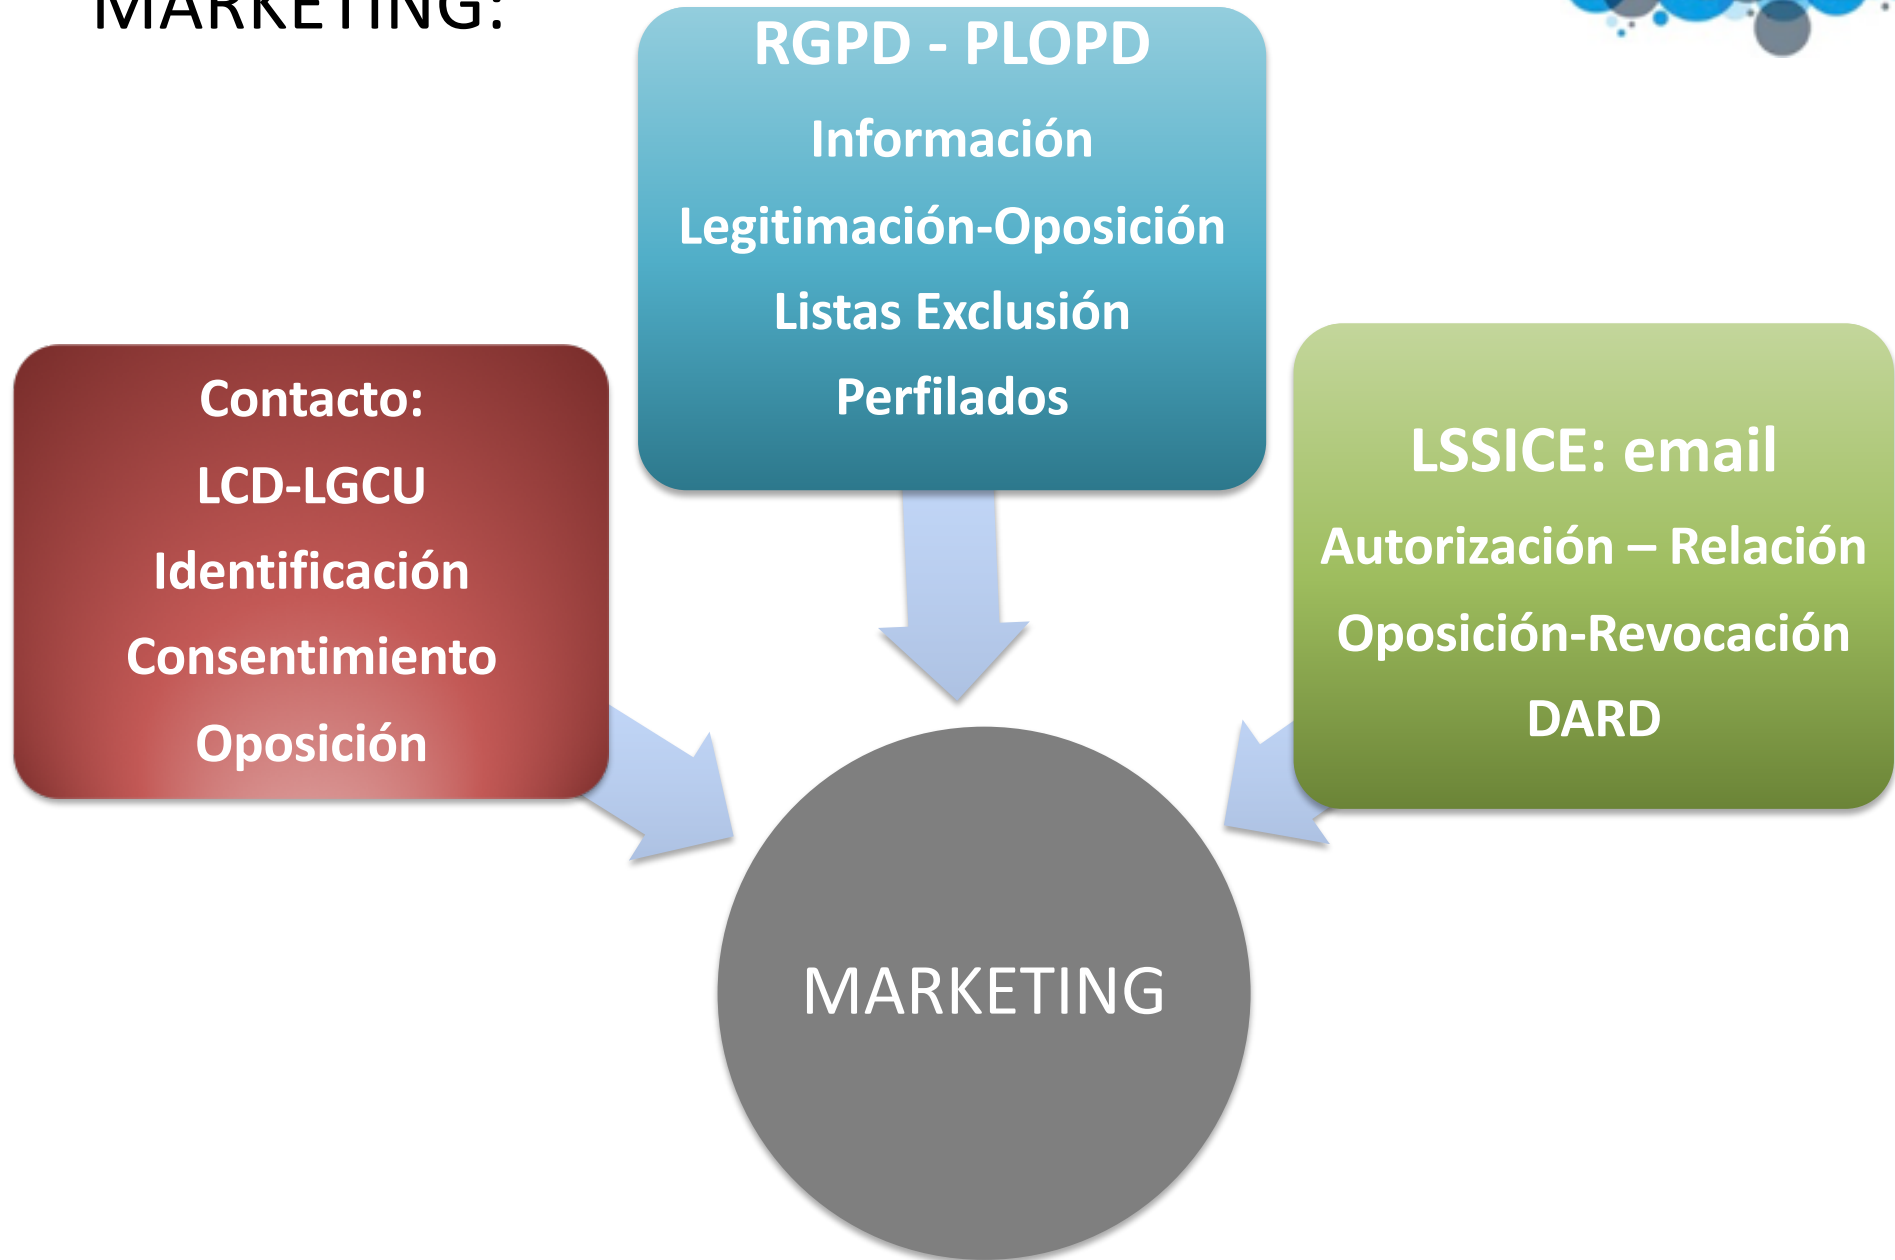 MARKETING:
RGPD - PLOPD
Información
Legitimación-Oposición
Listas Exclusión
Perfilados
Contacto:
LCD-LGCU
Identificación
Consentimiento
Oposición
LSSICE: email
Autorización – Relación
Oposición-Revocación
DARD
MARKETING